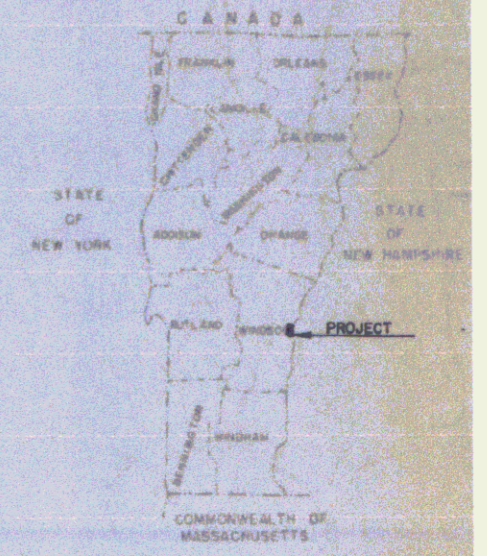 CANADA
GRAND ISLE
FRANKLIN
ORLEANS
ESSEX
LAMOILLE
CHITTENDEN
CALEDONIA
WASHINGTON
STATE
OF
NEW YORK
STATE
OF
NEW HAMPSHIRE
ADDISON
ORANGE
RUTLAND
WINDSOR
PROJECT
BENNINGTON
WINDHAM
COMMONWEALTH OF
MASSACHUSETTS